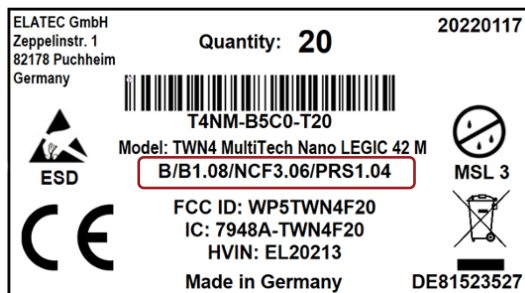 ELATEC GmbH
Zeppelinstr. 1
82178 Puchheim
Germany
Quantity: 20
20220117
T4NM-B5C0-T20
Model: TWN4 MultiTech Nano LEGIC 42 M
B/B1.08/NCF3.06/PRS1.04
ESD
MSL 3
FCC ID: WP5TWN4F20
IC: 7948A-TWN4F20
HVIN: EL20213
CE
Made in Germany
DE81523527